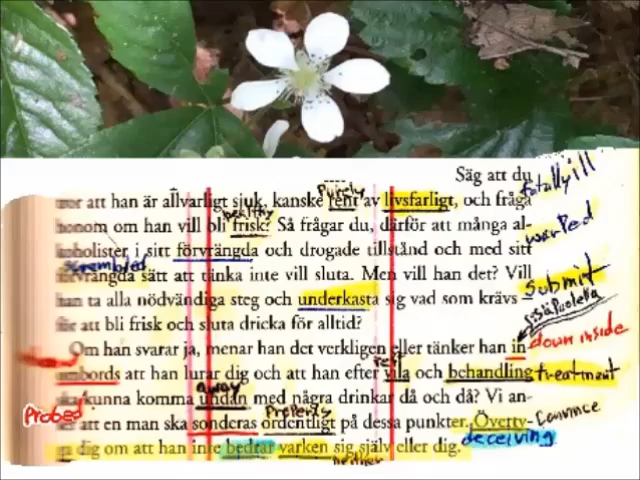 Säg att du
tror att han är allvarligt sjuk, kanske rent av livsfarligt, och fråga
honom om han vill bli frisk? Så frågar du, därför att många al-
koholister i sitt förvrängda och drogade tillstånd och med sitt
förvrängda sätt att tänka inte vill sluta. Men vill han det? Vill
han ta alla nödvändiga steg och underkasta sig vad som krävs
för att bli frisk och sluta dricka för alltid?
Om han svarar ja, menar han det verkligen eller tänker han in
ombords att han lurar dig och att han efter vila och behandling
ska kunna komma undan med några drinkar då och då? Vi an-
ser att en man ska sonderas ordentligt på dessa punkter. Överty-
ga dig om att han inte bedrar varken sig själv eller dig.
Purely
totally ill
healthy
warped
scrambled
submit
down inside
rest
treatment
away
Probed
Properly
Convince
deceiving
neither